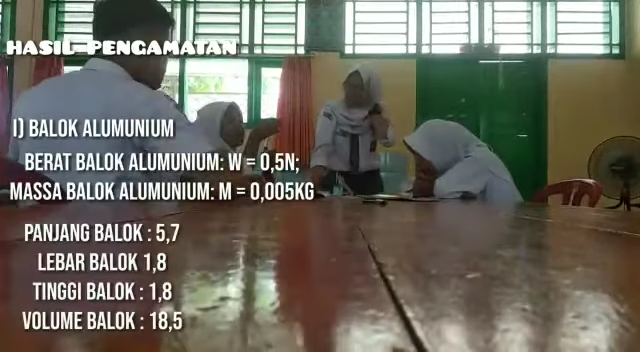 HASIL PENGAMATAN
I) BALOK ALUMUNIUM
BERAT BALOK ALUMUNIUM: W = 0,5N;
MASSA BALOK ALUMUNIUM: M = 0,005KG
PANJANG BALOK : 5,7
LEBAR BALOK 1,8
TINGGI BALOK : 1,8
VOLUME BALOK : 18,5